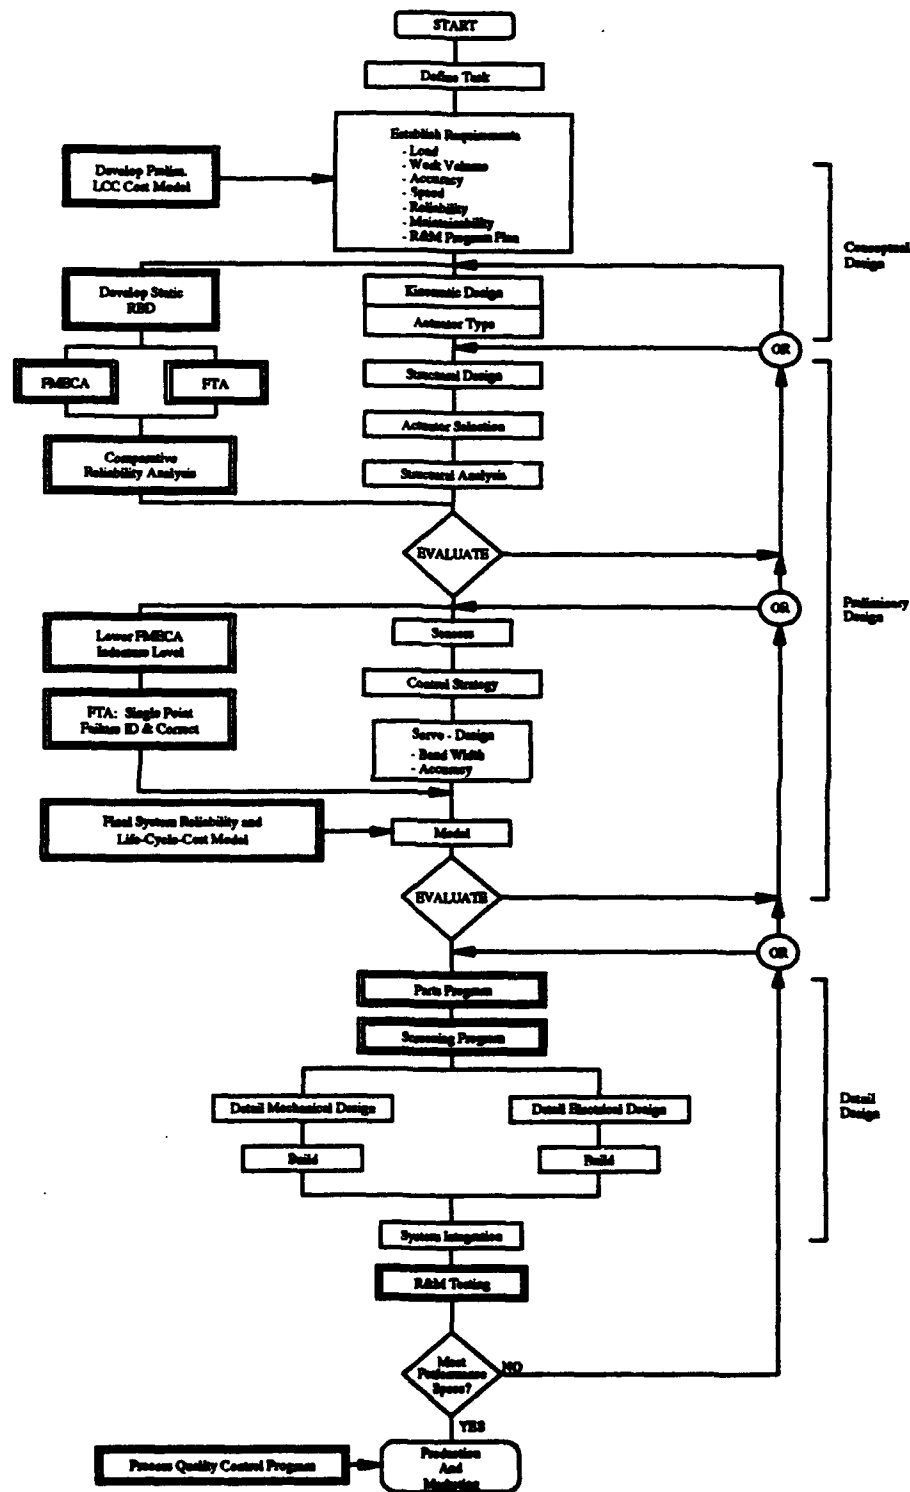 START
Define Task
Establish Requirements
- Load
- Work Volume
- Accuracy
- Speed
- Reliability
- Maintainability
- R&M Program Plan
Develop Prelim.
LCC Cost Model
Conceptual
Design
Develop Static
RBD
Kinematic Design
Actuator Type
OR
FMECA
FTA
Structural Design
Actuator Selection
Comparative
Reliability Analysis
Structural Analysis
EVALUATE
OR
Preliminary
Design
Lower FMECA
Indenture Level
Sensors
Control Strategy
FTA: Single Point
Failure ID & Correct
Servo - Design
- Band Width
- Accuracy
Final System Reliability and
Life-Cycle-Cost Model
Model
EVALUATE
OR
Parts Program
Screening Program
Detail Mechanical Design
Detail Electrical Design
Detail
Design
Build
Build
System Integration
R&M Testing
Meet
Performance
Specs?
NO
YES
Process Quality Control Program
Production
And
Marketing